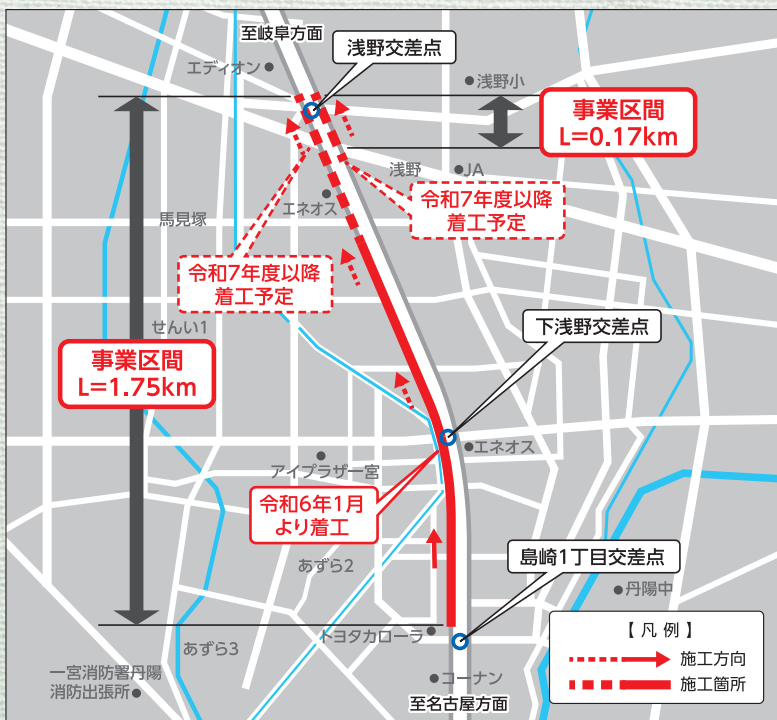 至岐阜方面
浅野交差点
エディオン
浅野小
事業区間
L=0.17km
浅野
JA
エネオス
令和7年度以降
着工予定
馬見塚
令和7年度以降
着工予定
せんい1
下浅野交差点
事業区間
L=1.75km
エネオス
アイプラザ一宮
令和6年1月
より着工
島崎1丁目交差点
あずら2
丹陽中
トヨタカローラ
【凡例】
あずら3
施工方向
一宮消防署丹陽
消防出張所
コーナン
施工箇所
至名古屋方面